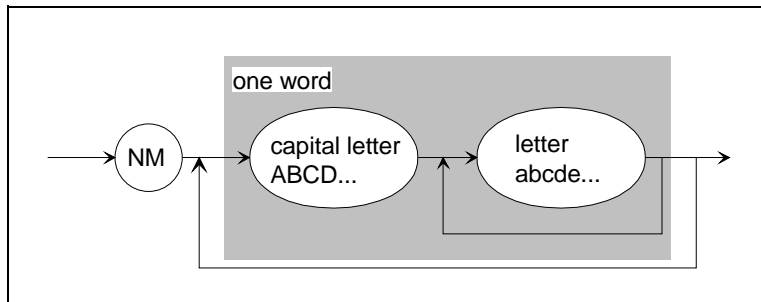 one word
NM
capital letter
ABCD...
letter
abcde...